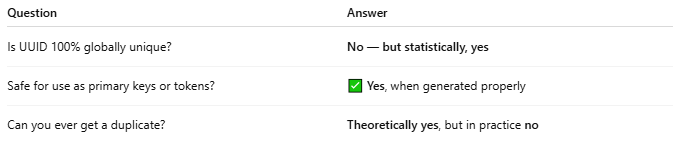 Question Answer
Is UUID 100% globally unique? No — but statistically, yes
Safe for use as primary keys or tokens? ✅ Yes, when generated properly
Can you ever get a duplicate? Theoretically yes, but in practice no